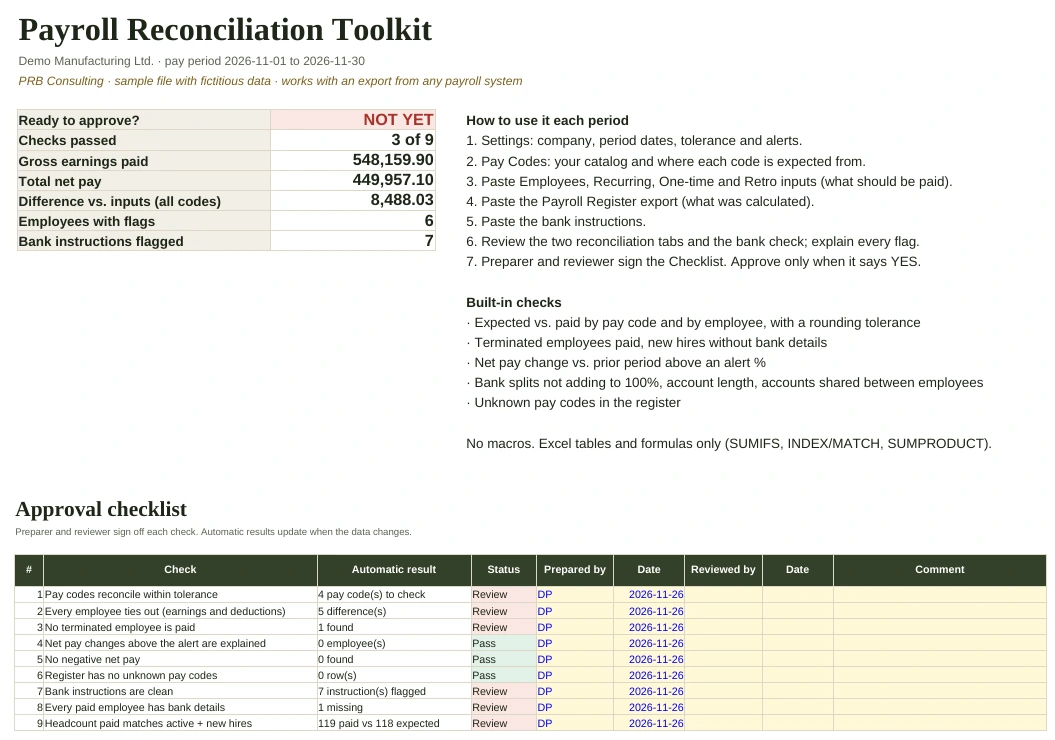 Payroll Reconciliation Toolkit
Demo Manufacturing Ltd. · pay period 2026-11-01 to 2026-11-30
PRB Consulting · sample file with fictitious data · works with an export from any payroll system
Ready to approve? NOT YET
Checks passed 3 of 9
Gross earnings paid 548,159.90
Total net pay 449,957.10
Difference vs. inputs (all codes) 8,488.03
Employees with flags 6
Bank instructions flagged 7
How to use it each period
1. Settings: company, period dates, tolerance and alerts.
2. Pay Codes: your catalog and where each code is expected from.
3. Paste Employees, Recurring, One-time and Retro inputs (what should be paid).
4. Paste the Payroll Register export (what was calculated).
5. Paste the bank instructions.
6. Review the two reconciliation tabs and the bank check; explain every flag.
7. Preparer and reviewer sign the Checklist. Approve only when it says YES.
Built-in checks
· Expected vs. paid by pay code and by employee, with a rounding tolerance
· Terminated employees paid, new hires without bank details
· Net pay change vs. prior period above an alert %
· Bank splits not adding to 100%, account length, accounts shared between employees
· Unknown pay codes in the register
No macros. Excel tables and formulas only (SUMIFS, INDEX/MATCH, SUMPRODUCT).
Approval checklist
Preparer and reviewer sign off each check. Automatic results update when the data changes.
# Check Automatic result Status Prepared by Date Reviewed by Date Comment
1 Pay codes reconcile within tolerance 4 pay code(s) to check Review DP 2026-11-26
2 Every employee ties out (earnings and deductions) 5 difference(s) Review DP 2026-11-26
3 No terminated employee is paid 1 found Review DP 2026-11-26
4 Net pay changes above the alert are explained 0 employee(s) Pass DP 2026-11-26
5 No negative net pay 0 found Pass DP 2026-11-26
6 Register has no unknown pay codes 0 row(s) Pass DP 2026-11-26
7 Bank instructions are clean 7 instruction(s) flagged Review DP 2026-11-26
8 Every paid employee has bank details 1 missing Review DP 2026-11-26
9 Headcount paid matches active + new hires 119 paid vs 118 expected Review DP 2026-11-26